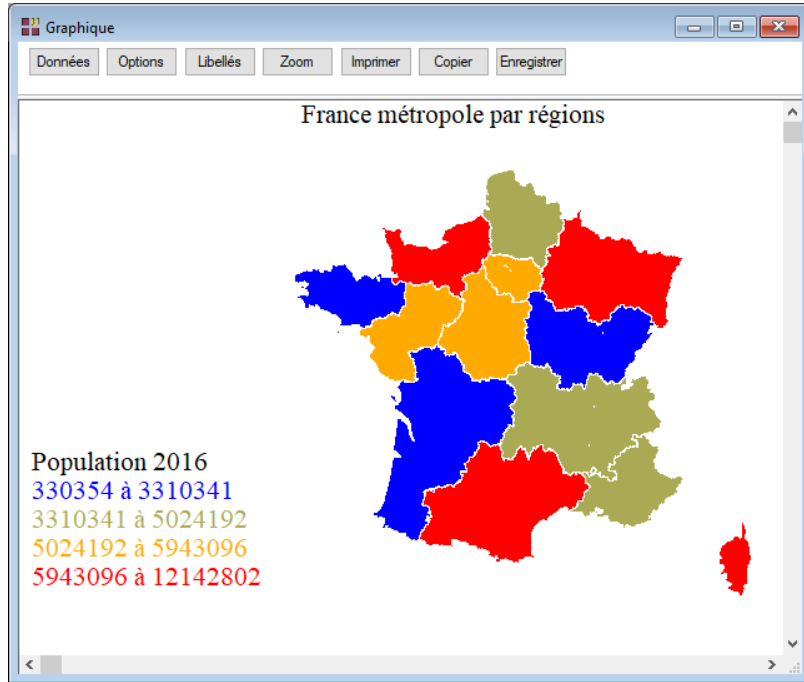 Graphique
Données Options Libellés Zoom Imprimer Copier Enregistrer
France métropole par régions
Population 2016
330354 à 3310341
3310341 à 5024192
5024192 à 5943096
5943096 à 12142802